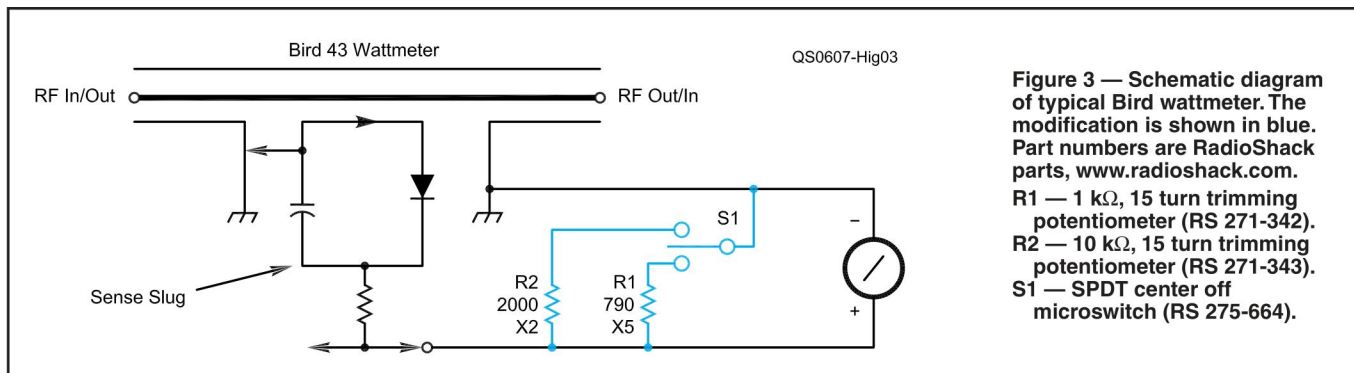 Bird 43 Wattmeter
QS0607-Hig03
RF In/Out
RF Out/In
S1
–
+
R2
2000
X2
R1
790
X5
Sense Slug
Figure 3 — Schematic diagram
of typical Bird wattmeter. The
modification is shown in blue.
Part numbers are RadioShack
parts, www.radioshack.com.
R1 — 1 kΩ, 15 turn trimming
potentiometer (RS 271-342).
R2 — 10 kΩ, 15 turn trimming
potentiometer (RS 271-343).
S1 — SPDT center off
microswitch (RS 275-664).